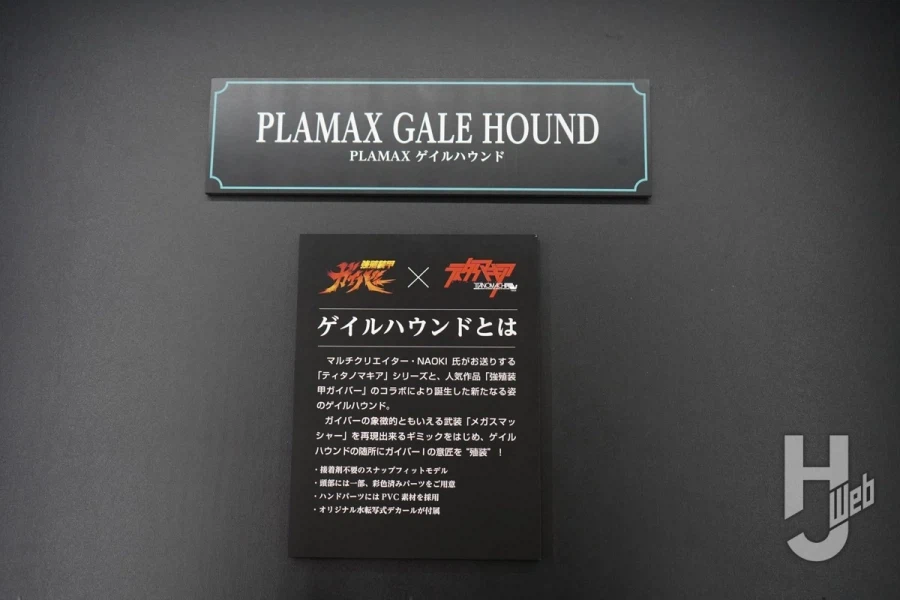 PLAMAX GALE HOUND
PLAMAX ゲイルハウンド
強殖装甲
ガイバー
×
ティタノマキア
TITANOMACHIA
ゲイルハウンドとは
マルチクリエイター・NAOKI 氏がお送りする
「ティタノマキア」シリーズと、人気作品「強殖装
甲ガイバー」のコラボにより誕生した新たなる姿
のゲイルハウンド。
ガイバーの象徴的ともいえる武装「メガスマッ
シャー」を再現出来るギミックをはじめ、ゲイル
ハウンドの随所にガイバーⅠの意匠を“殖装”！
・接着剤不要のスナップフィットモデル
・頭部には一部、彩色済みパーツをご用意
・ハンドパーツには PVC 素材を採用
・オリジナル水転写式デカールが付属
HJ Web